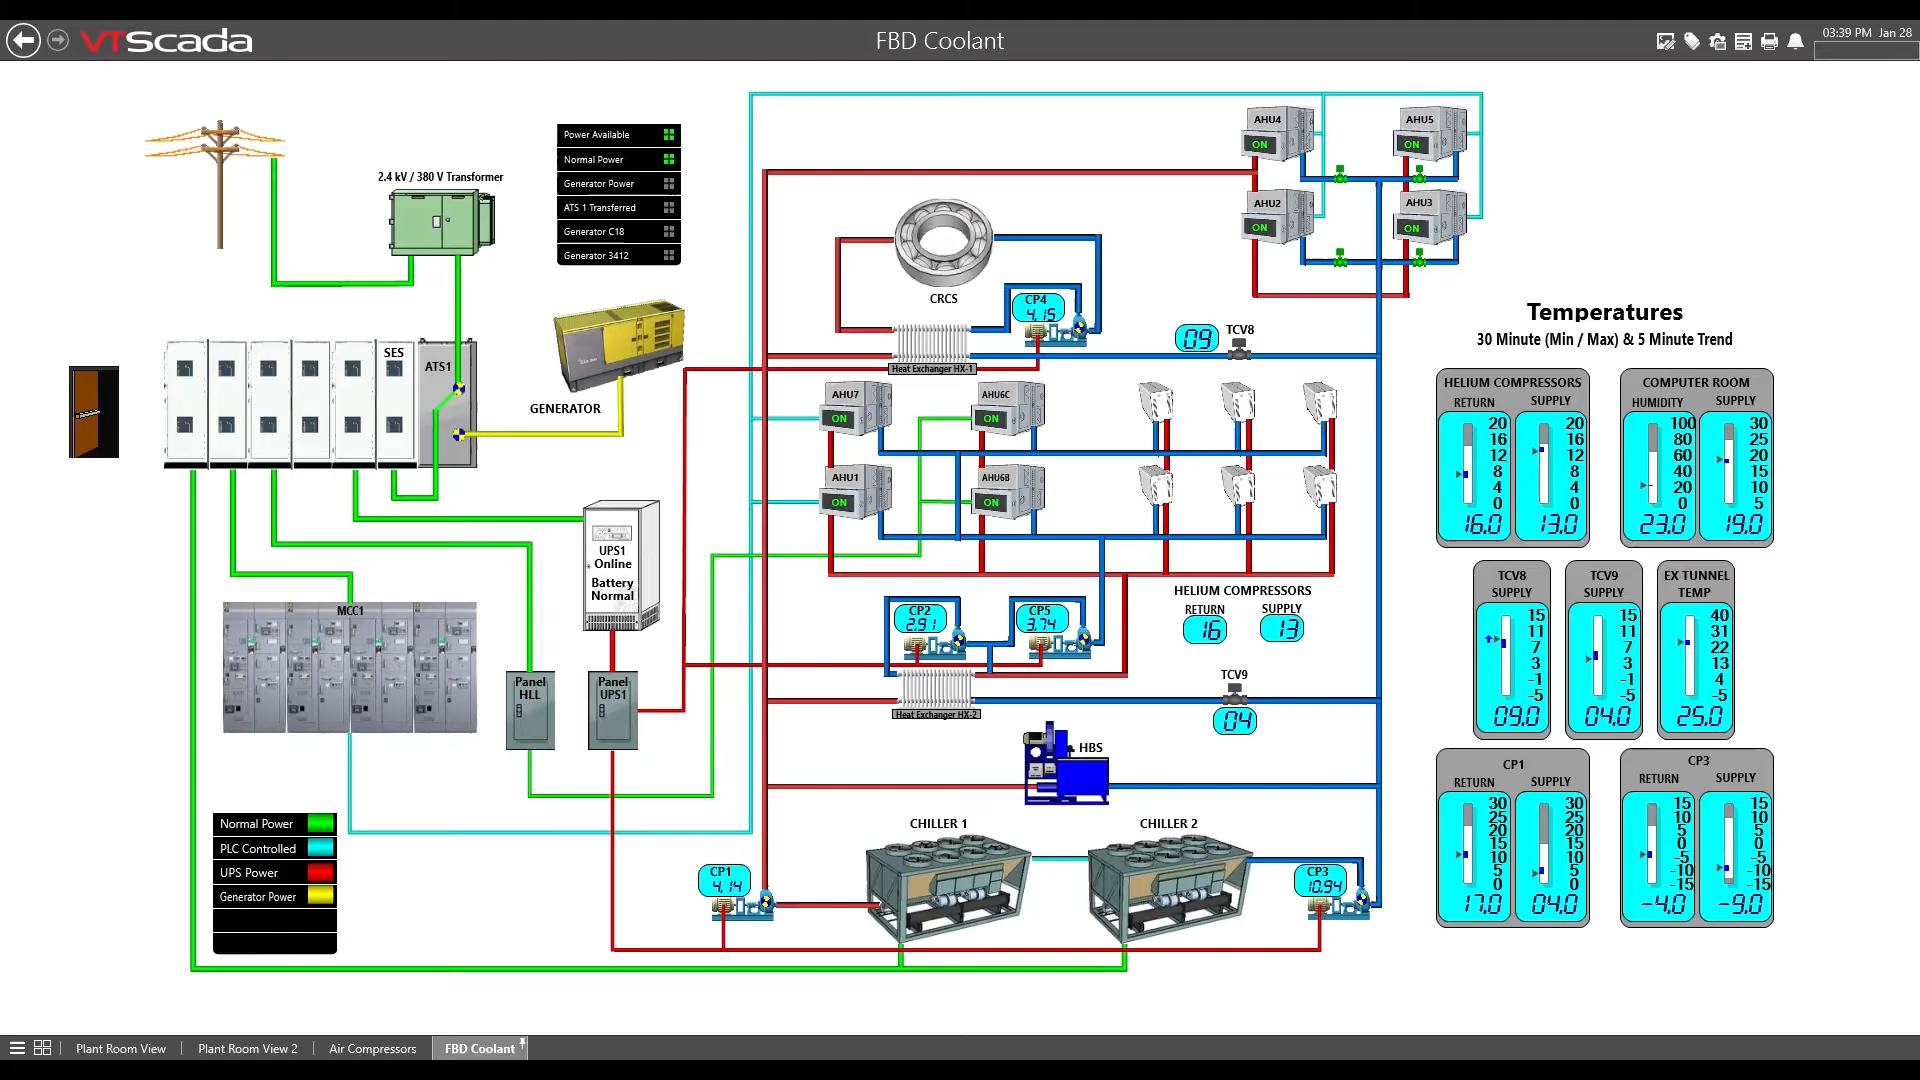 VTScada
FBD Coolant
03:39 PM Jan 28
2.4 kV / 380 V Transformer
Power Available
Normal Power
Generator Power
ATS 1 Transferred
Generator C18
Generator 3412
GENERATOR
SES
ATS1
UPS1
Online
Battery
Normal
MCC1
Panel
HLL
Panel
UPS1
Normal Power
PLC Controlled
UPS Power
Generator Power
CRCS
CP4
4.15
Heat Exchanger HX-1
09
TCV8
AHU4
ON
AHU5
ON
AHU2
ON
AHU3
ON
AHU7
ON
AHU6C
ON
AHU1
ON
AHU6B
ON
HELIUM COMPRESSORS
RETURN
SUPPLY
16
13
CP2
2.91
CP5
3.74
Heat Exchanger HX-2
TCV9
04
HBS
CHILLER 1
CHILLER 2
CP1
4.14
CP3
10.94
Temperatures
30 Minute (Min / Max) & 5 Minute Trend
HELIUM COMPRESSORS
RETURN
20
16
12
8
4
0
16.0
SUPPLY
20
16
12
8
4
0
13.0
COMPUTER ROOM
HUMIDITY
100
80
60
40
20
0
23.0
SUPPLY
30
25
20
15
10
5
19.0
TCV8
SUPPLY
15
11
7
3
-1
-5
09.0
TCV9
SUPPLY
15
11
7
3
-1
-5
04.0
EX TUNNEL
TEMP
40
31
22
13
4
-5
25.0
CP1
RETURN
30
25
20
15
10
5
0
17.0
SUPPLY
30
25
20
15
10
5
0
04.0
CP3
RETURN
15
10
5
0
-5
-10
-15
-4.0
SUPPLY
15
10
5
0
-5
-10
-15
-9.0
Plant Room View
Plant Room View 2
Air Compressors
FBD Coolant